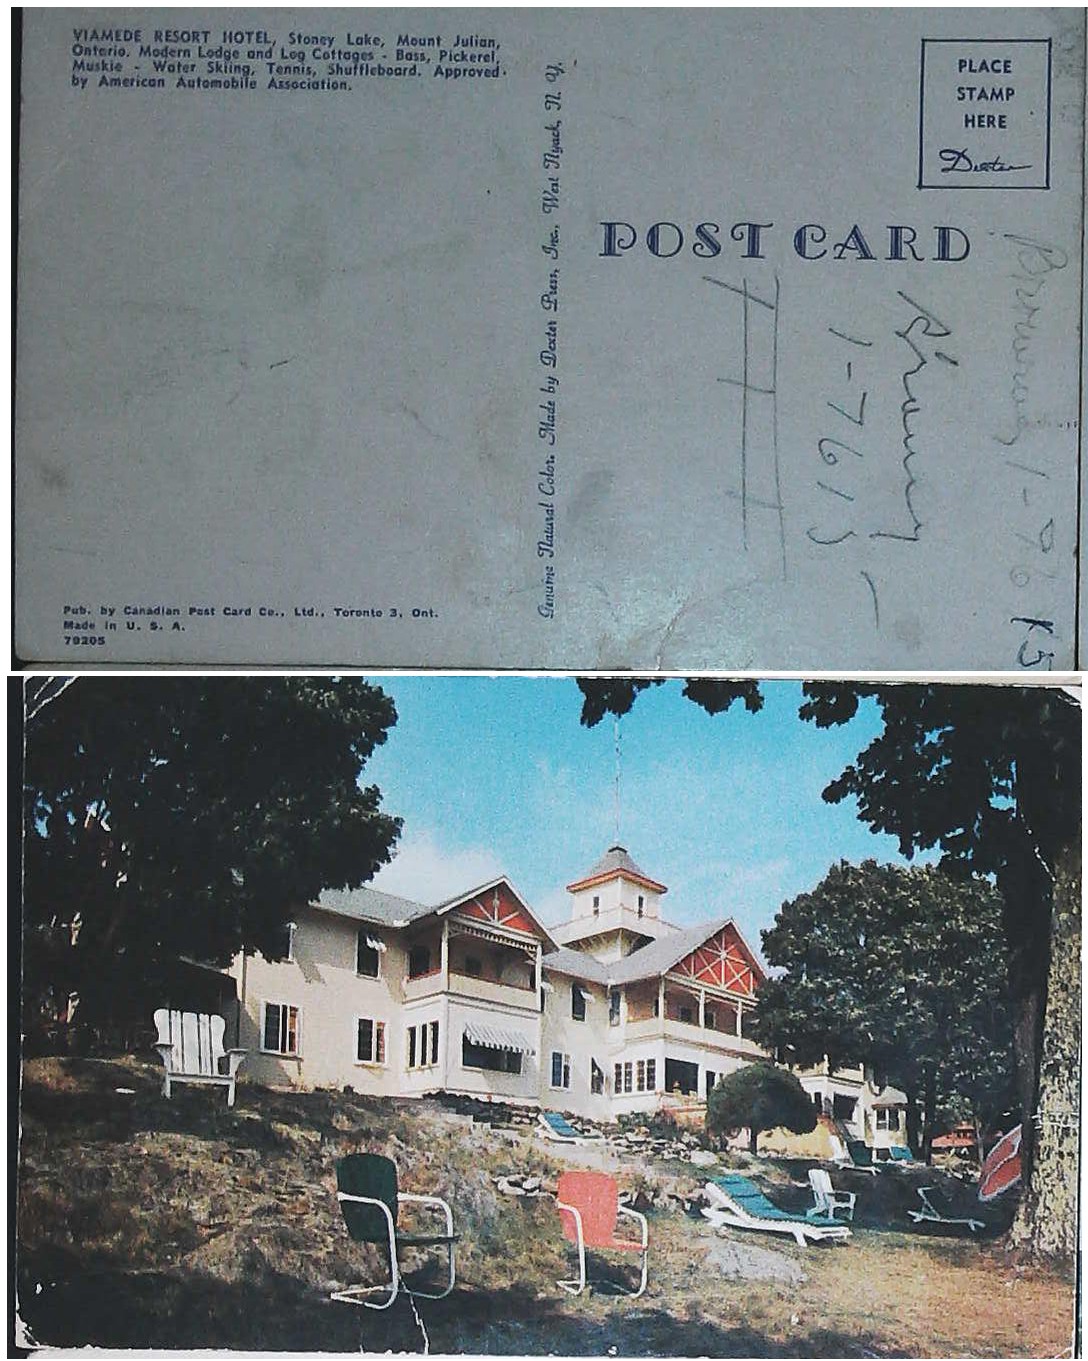 VIAMEDE RESORT HOTEL, Stoney Lake, Mount Julian,
Ontario. Modern Lodge and Log Cottages - Bass, Pickerel,
Muskie - Water Skiing, Tennis, Shuffleboard. Approved
by American Automobile Association.
Genuine Natural Color. Made by Dexter Press, Inc., West Nyack, N. Y.
PLACE
STAMP
HERE
Dexter
POST CARD
1-7615
Pub. by Canadian Post Card Co., Ltd., Toronto 3, Ont.
Made in U. S. A.
79205